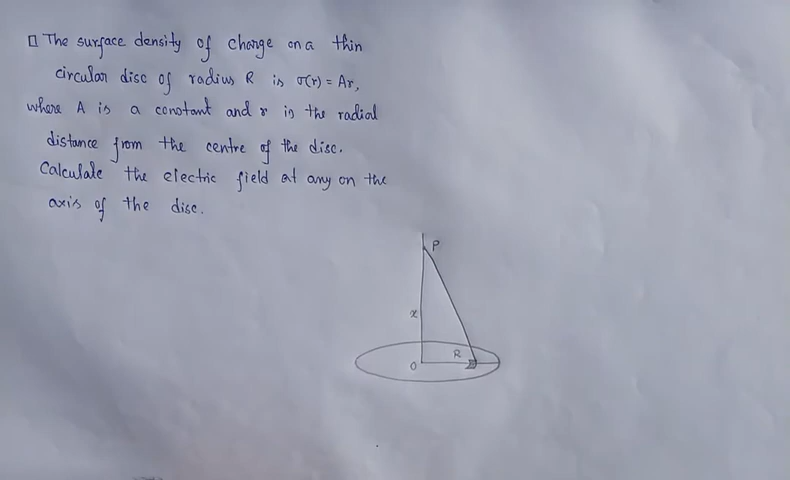 The surface density of charge on a thin
circular disc of radius R is σ(r) = Ar,
where A is a constant and r is the radial
distance from the centre of the disc.
Calculate the electric field at any on the
axis of the disc.
P
x
R
O